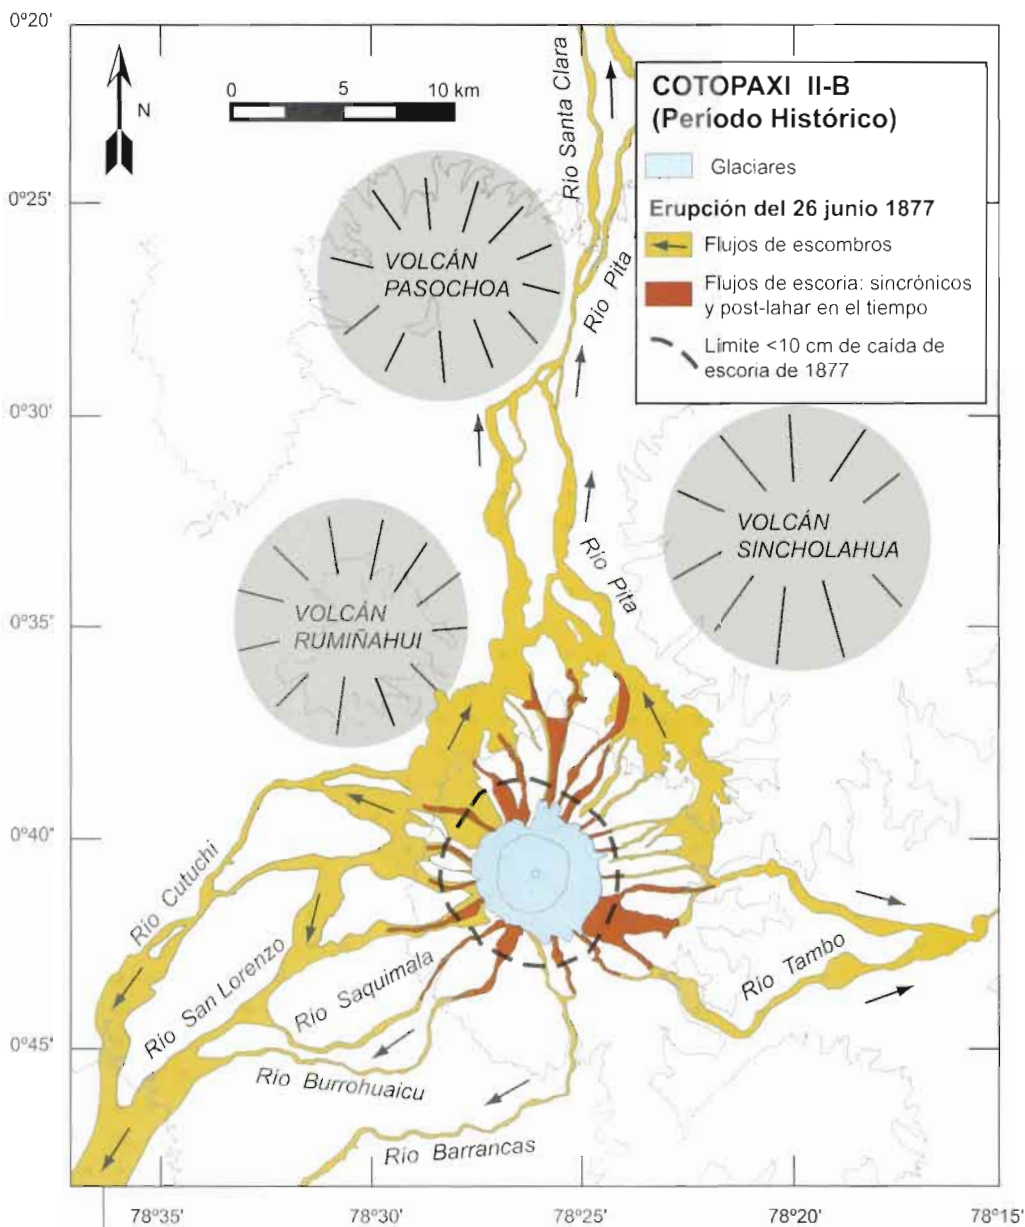 0°20'
0°25'
0°30'
0°35"
0°40'
0°45'
N
0 5 10 km
COTOPAXI II-B
(Período Histórico)
Glaciares
Erupción del 26 junio 1877
Flujos de escombros
Flujos de escoria: sincrónicos
y post-lahar en el tiempo
Límite <10 cm de caída de
escoria de 1877
Río Santa Clara
Río Pita
VOLCÁN
PASOCHOA
VOLCÁN
SINCHOLAHUA
Río Pita
VOLCÁN
RUMIÑAHUI
Río Cutuchi
Río San Lorenzo
Río Saquimala
Río Tambo
Río Burrohuaicu
Río Barrancas
78°35'
78°30'
78°25'
78°20'
78°15'